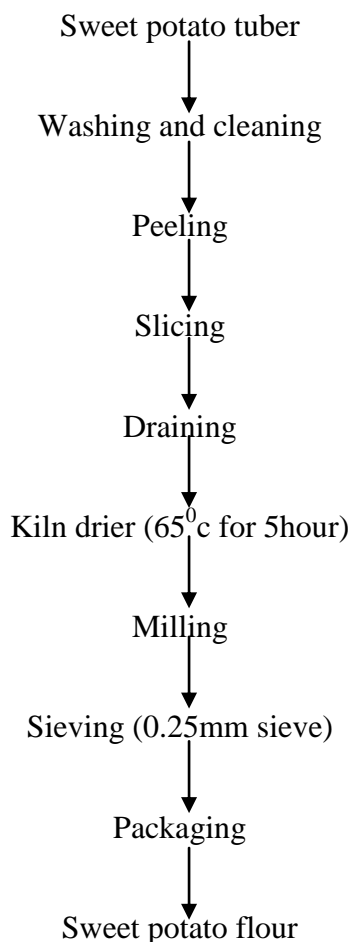 Sweet potato tuber
Washing and cleaning
Peeling
Slicing
Draining
Kiln drier (65⁰c for 5hour)
Milling
Sieving (0.25mm sieve)
Packaging
Sweet potato flour